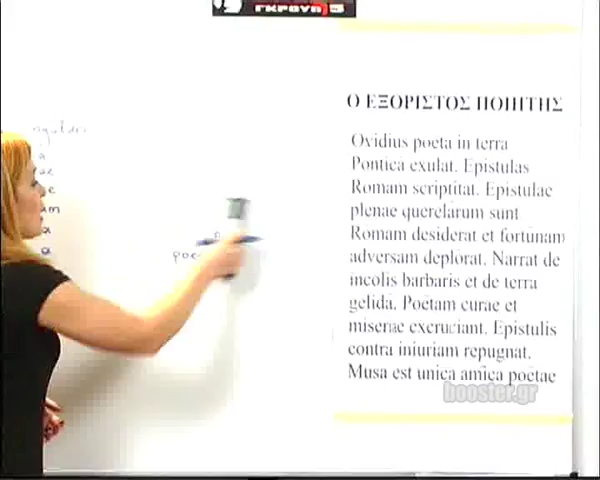 ΓΚΡΟΥΠ 5
Ο ΕΞΟΡΙΣΤΟΣ ΠΟΙΗΤΗΣ
Ovidius poeta in terra
Pontica exulat. Epistulas
Romam scriptitat. Epistulae
plenae querelarum sunt
Romam desiderat et fortunam
adversam deplorat. Narrat de
incolis barbaris et de terra
gelida. Poetam curae et
miseriae excruciant. Epistulis
contra iniuriam repugnat.
Musa est unica amica poetae
booster.gr